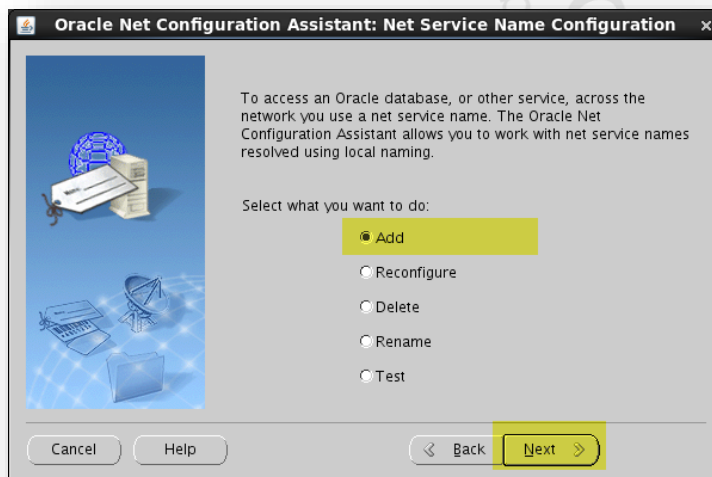 Oracle Net Configuration Assistant: Net Service Name Configuration
To access an Oracle database, or other service, across the
network you use a net service name. The Oracle Net
Configuration Assistant allows you to work with net service names
resolved using local naming.
Select what you want to do:
Add
Reconfigure
Delete
Rename
Test
Cancel Help Back Next